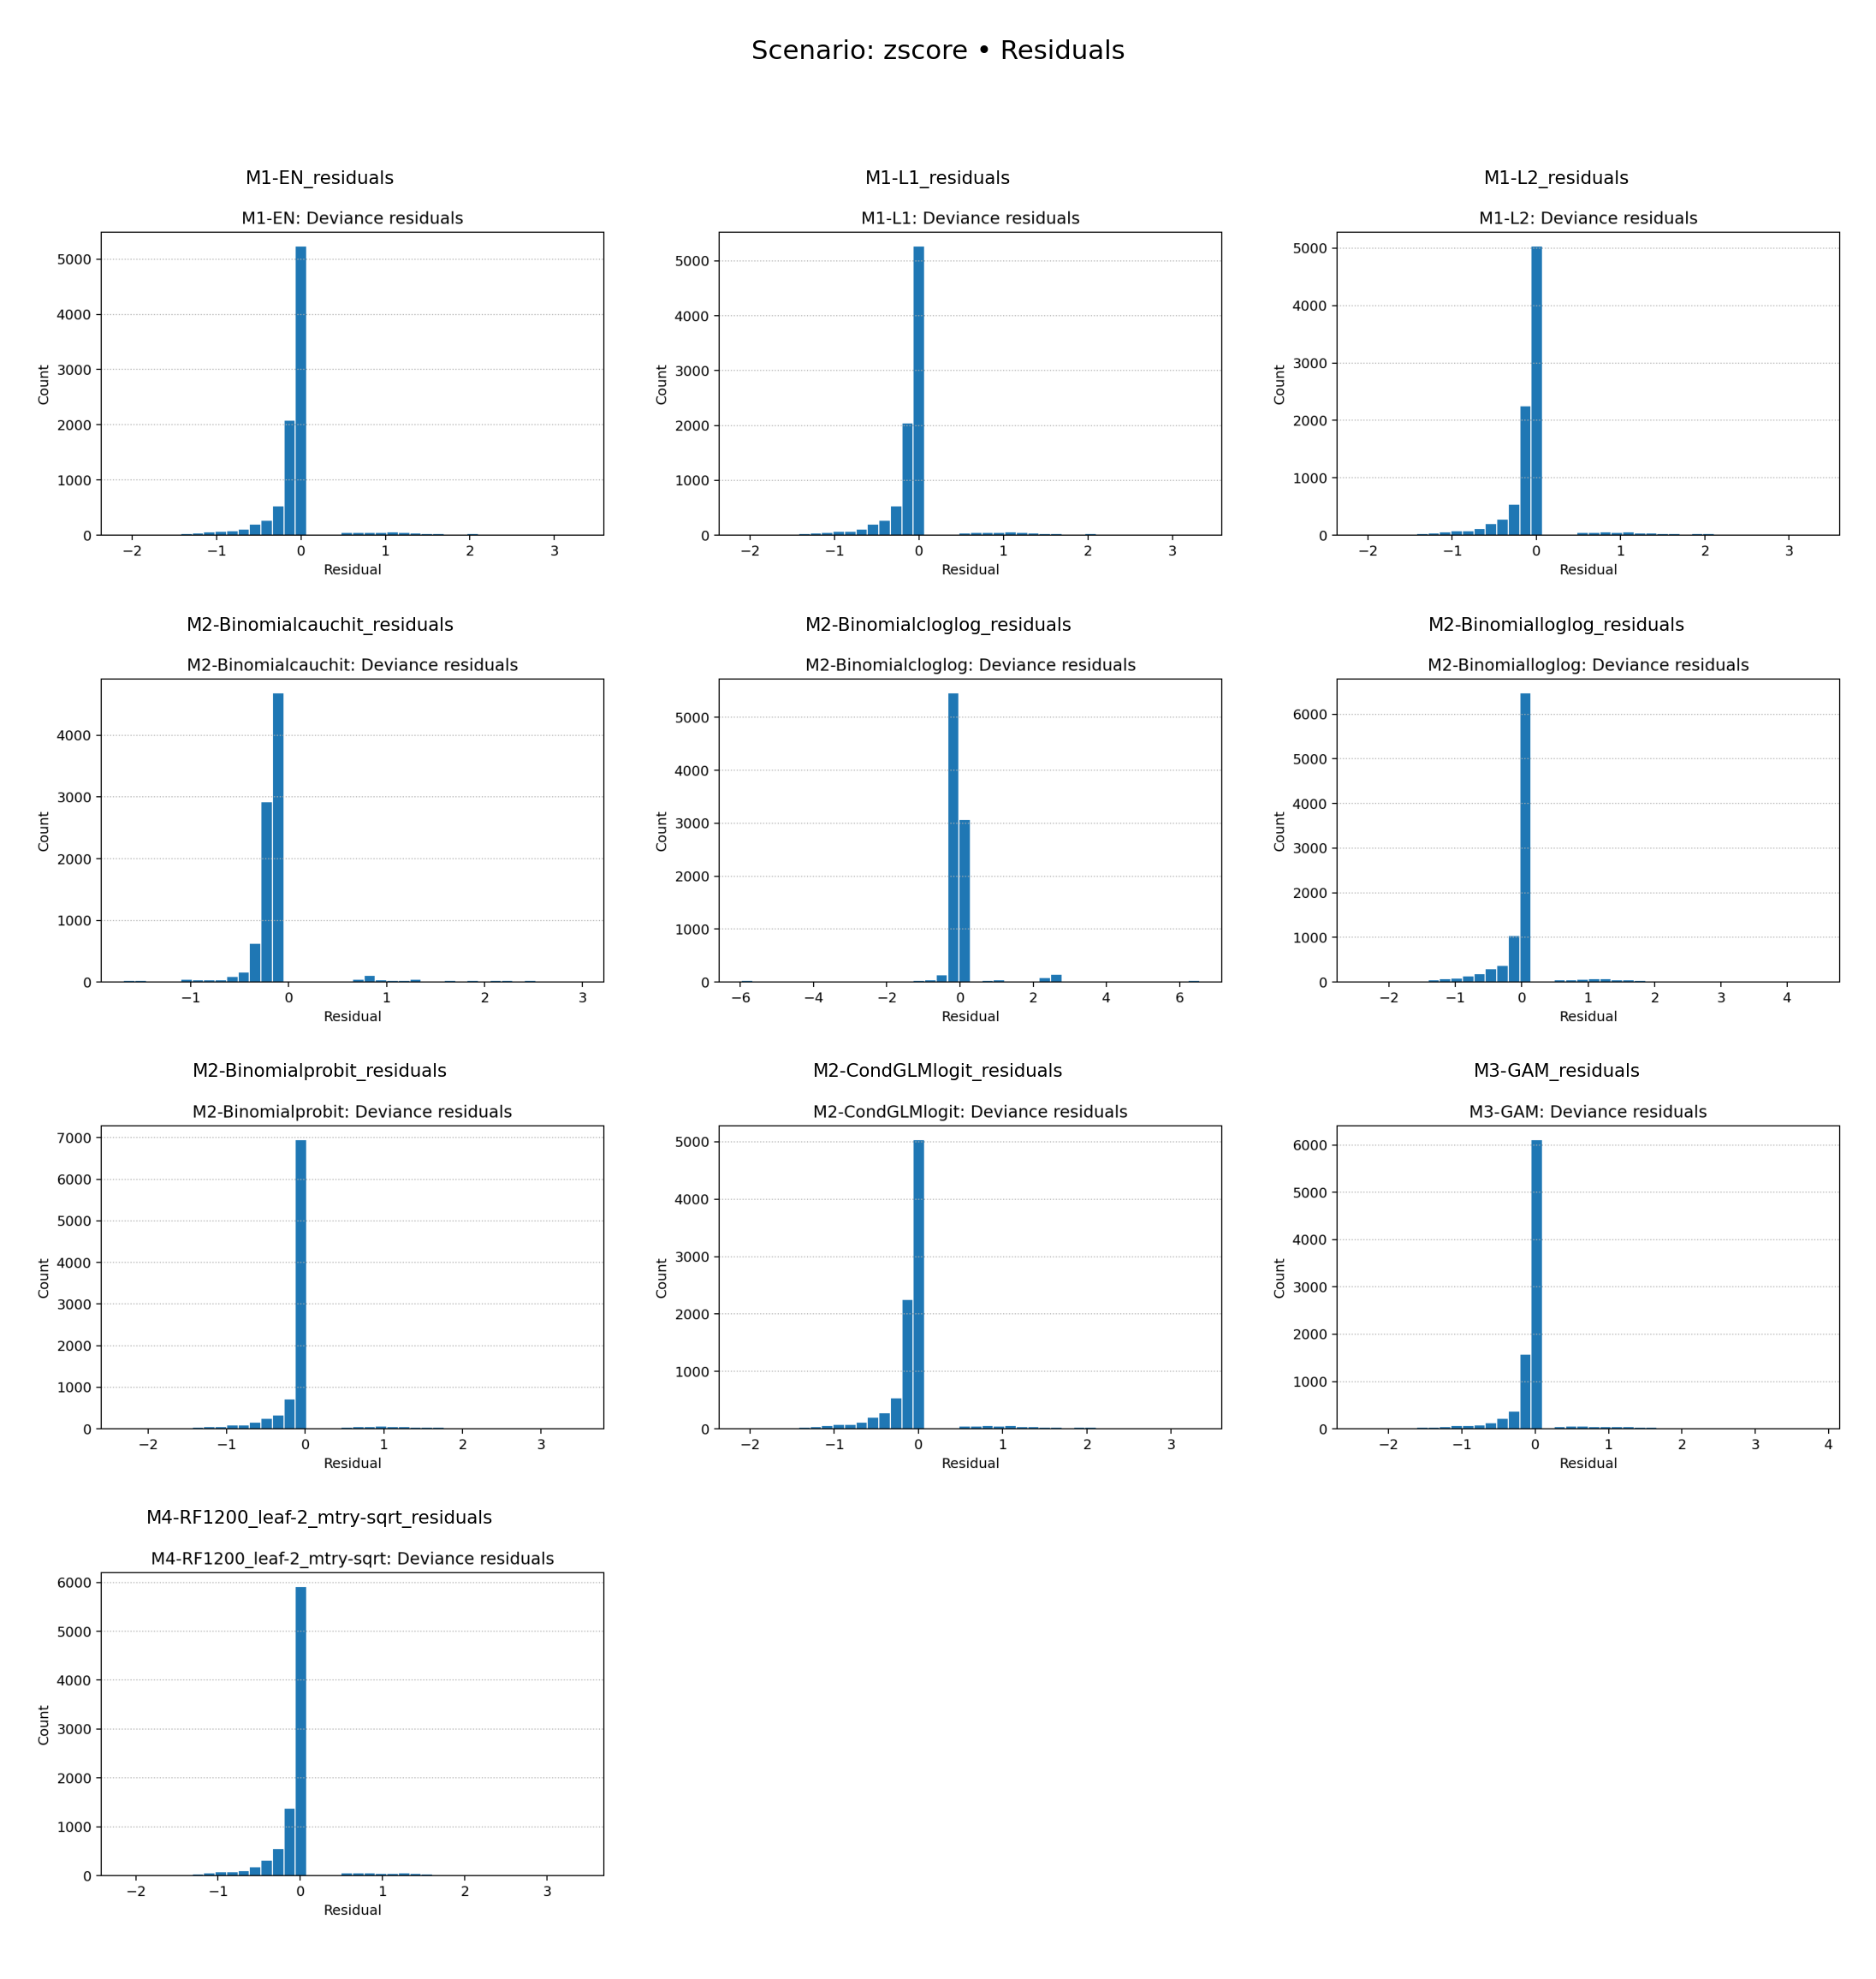 Scenario: zscore • Residuals
M1-EN_residuals
M1-EN: Deviance residuals
5000
4000
3000
2000
1000
0
Count
−2 −1 0 1 2 3
Residual
M1-L1_residuals
M1-L1: Deviance residuals
5000
4000
3000
2000
1000
0
Count
−2 −1 0 1 2 3
Residual
M1-L2_residuals
M1-L2: Deviance residuals
5000
4000
3000
2000
1000
0
Count
−2 −1 0 1 2 3
Residual
M2-Binomialcauchit_residuals
M2-Binomialcauchit: Deviance residuals
4000
3000
2000
1000
0
Count
−1 0 1 2 3
Residual
M2-Binomialcloglog_residuals
M2-Binomialcloglog: Deviance residuals
5000
4000
3000
2000
1000
0
Count
−6 −4 −2 0 2 4 6
Residual
M2-Binomialloglog_residuals
M2-Binomialloglog: Deviance residuals
6000
5000
4000
3000
2000
1000
0
Count
−2 −1 0 1 2 3 4
Residual
M2-Binomialprobit_residuals
M2-Binomialprobit: Deviance residuals
7000
6000
5000
4000
3000
2000
1000
0
Count
−2 −1 0 1 2 3
Residual
M2-CondGLMlogit_residuals
M2-CondGLMlogit: Deviance residuals
5000
4000
3000
2000
1000
0
Count
−2 −1 0 1 2 3
Residual
M3-GAM_residuals
M3-GAM: Deviance residuals
6000
5000
4000
3000
2000
1000
0
Count
−2 −1 0 1 2 3 4
Residual
M4-RF1200_leaf-2_mtry-sqrt_residuals
M4-RF1200_leaf-2_mtry-sqrt: Deviance residuals
6000
5000
4000
3000
2000
1000
0
Count
−2 −1 0 1 2 3
Residual